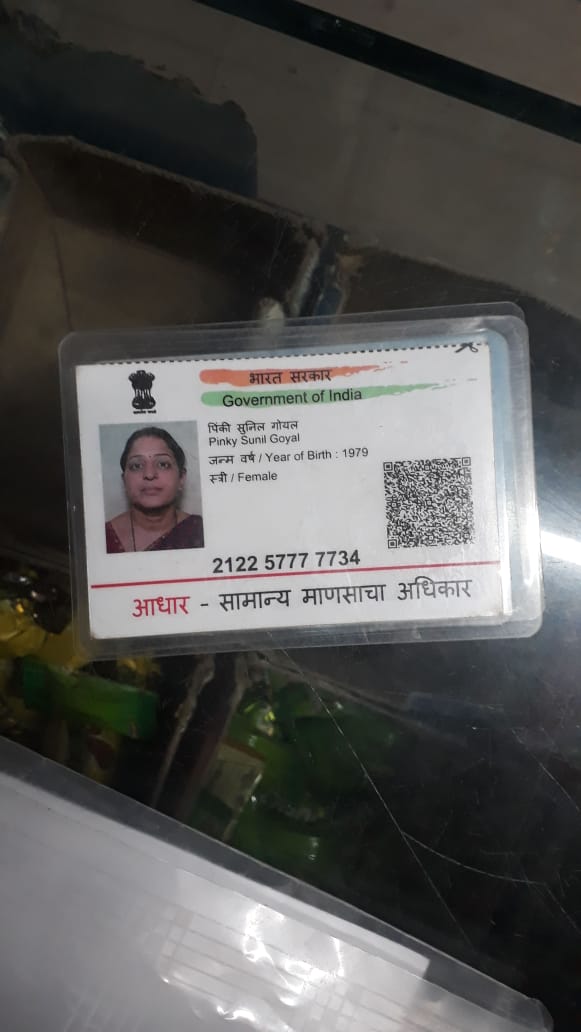 भारत सरकार
Government of India
पिंकी सुनिल गोयल
Pinky Sunil Goyal
जन्म वर्ष / Year of Birth : 1979
स्त्री / Female
2122 5777 7734
आधार - सामान्य माणसाचा अधिकार